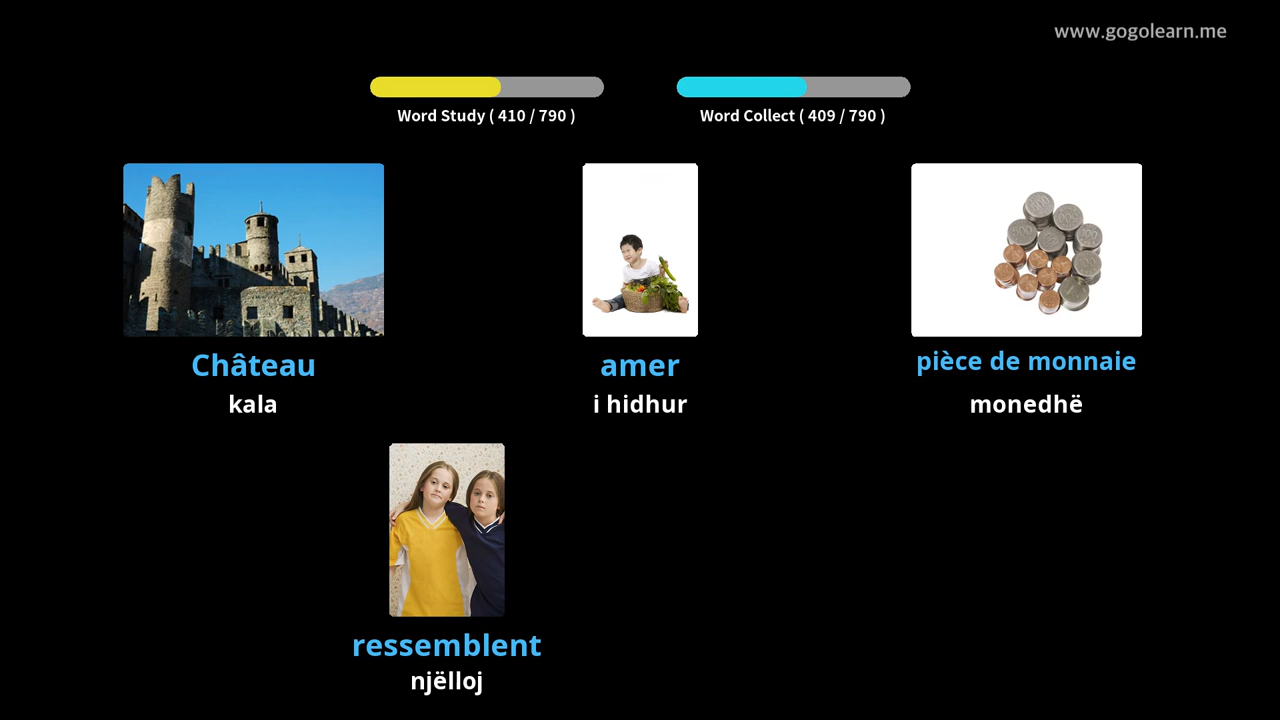 www.gogolearn.me
Word Study ( 410 / 790 )
Word Collect ( 409 / 790 )
Château
amer
pièce de monnaie
kala
i hidhur
monedhë
ressemblent
njëlloj